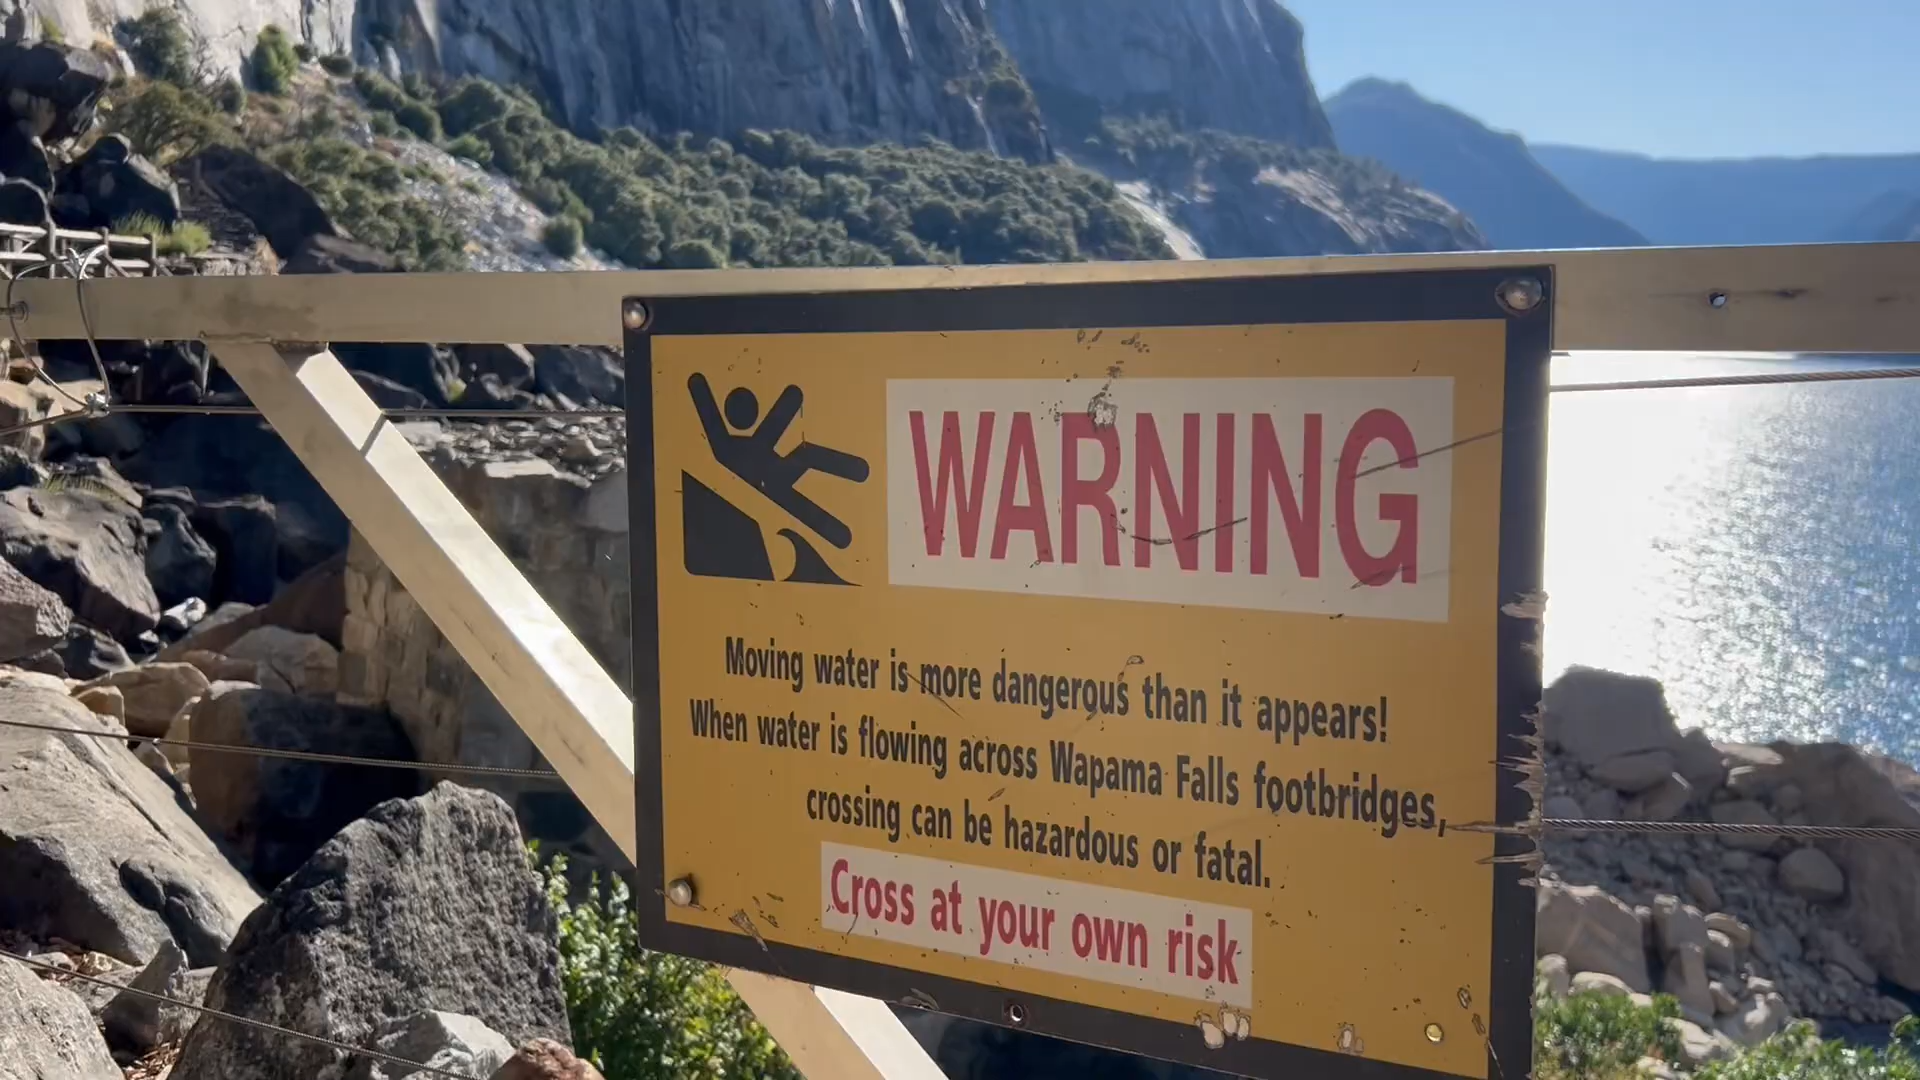 WARNING
Moving water is more dangerous than it appears!
When water is flowing across Wapama Falls footbridges,
crossing can be hazardous or fatal.
Cross at your own risk